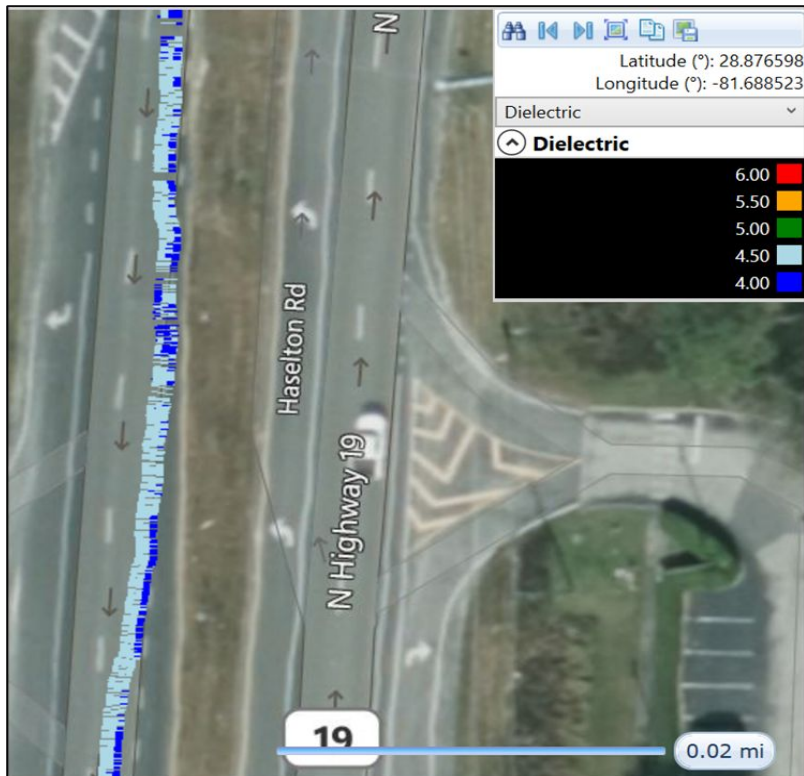 N
Latitude (°): 28.876598
Longitude (°): -81.688523
Dielectric
Dielectric
6.00
5.50
5.00
4.50
4.00
Haselton Rd
N Highway 19
19
0.02 mi